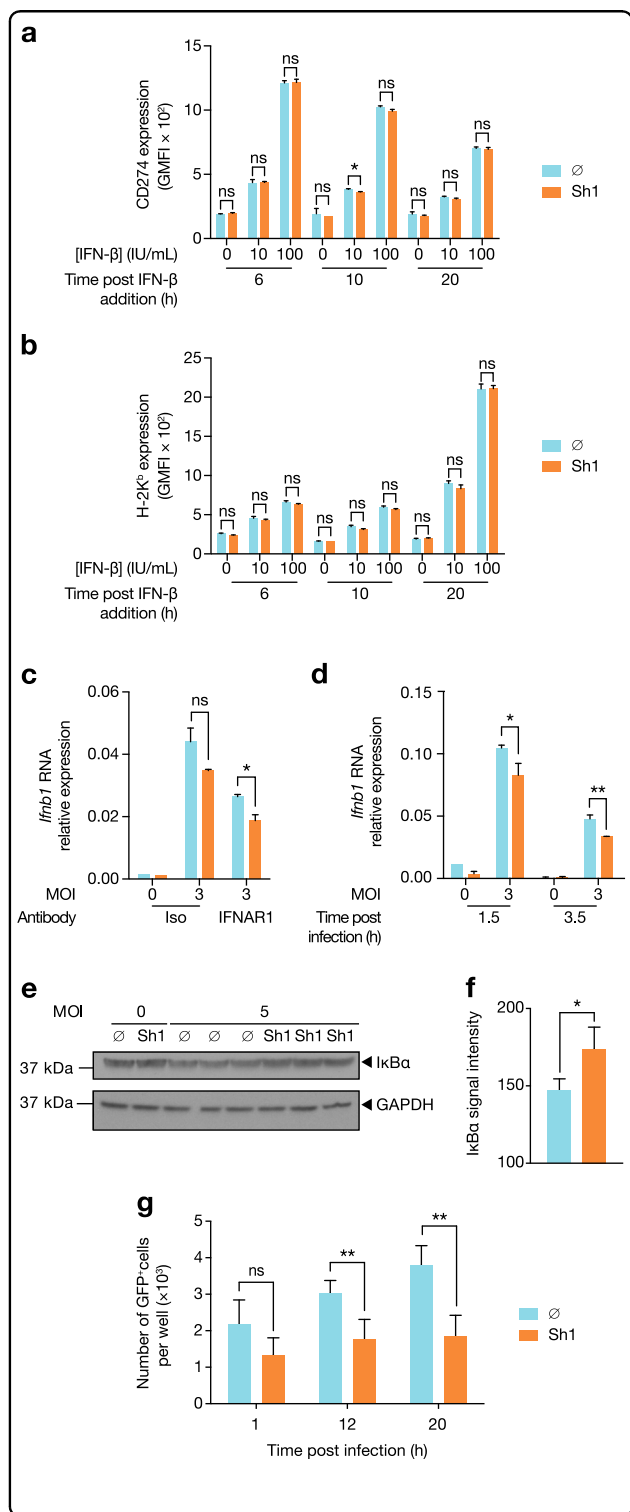 a
CD274 expression
(GMFI × 10²)
15
10
5
0
ns
ns
ns
ns
*
ns
ns
ns
ns
∅
Sh1
[IFN-β] (IU/mL)
0 10 100 0 10 100 0 10 100
Time post IFN-β
addition (h)
6 10 20
b
H-2Kᵇ expression
(GMFI × 10²)
25
20
15
10
5
0
ns
ns
ns
ns
ns
ns
ns
ns
ns
∅
Sh1
[IFN-β] (IU/mL)
0 10 100 0 10 100 0 10 100
Time post IFN-β
addition (h)
6 10 20
c
Ifnb1 RNA
relative expression
0.06
0.04
0.02
0.00
ns
*
MOI 0 3 3
Antibody Iso IFNAR1
d
Ifnb1 RNA
relative expression
0.15
0.10
0.05
0.00
*
**
MOI 0 3 0 3
Time post
infection (h)
1.5 3.5
e
MOI 0 5
∅ Sh1 ∅ ∅ ∅ Sh1 Sh1 Sh1
37 kDa
IκBα
37 kDa
GAPDH
f
IκBα signal intensity
200
150
100
*
g
Number of GFP⁺cells
per well (×10³)
5
4
3
2
1
0
ns
**
**
∅
Sh1
1 12 20
Time post infection (h)